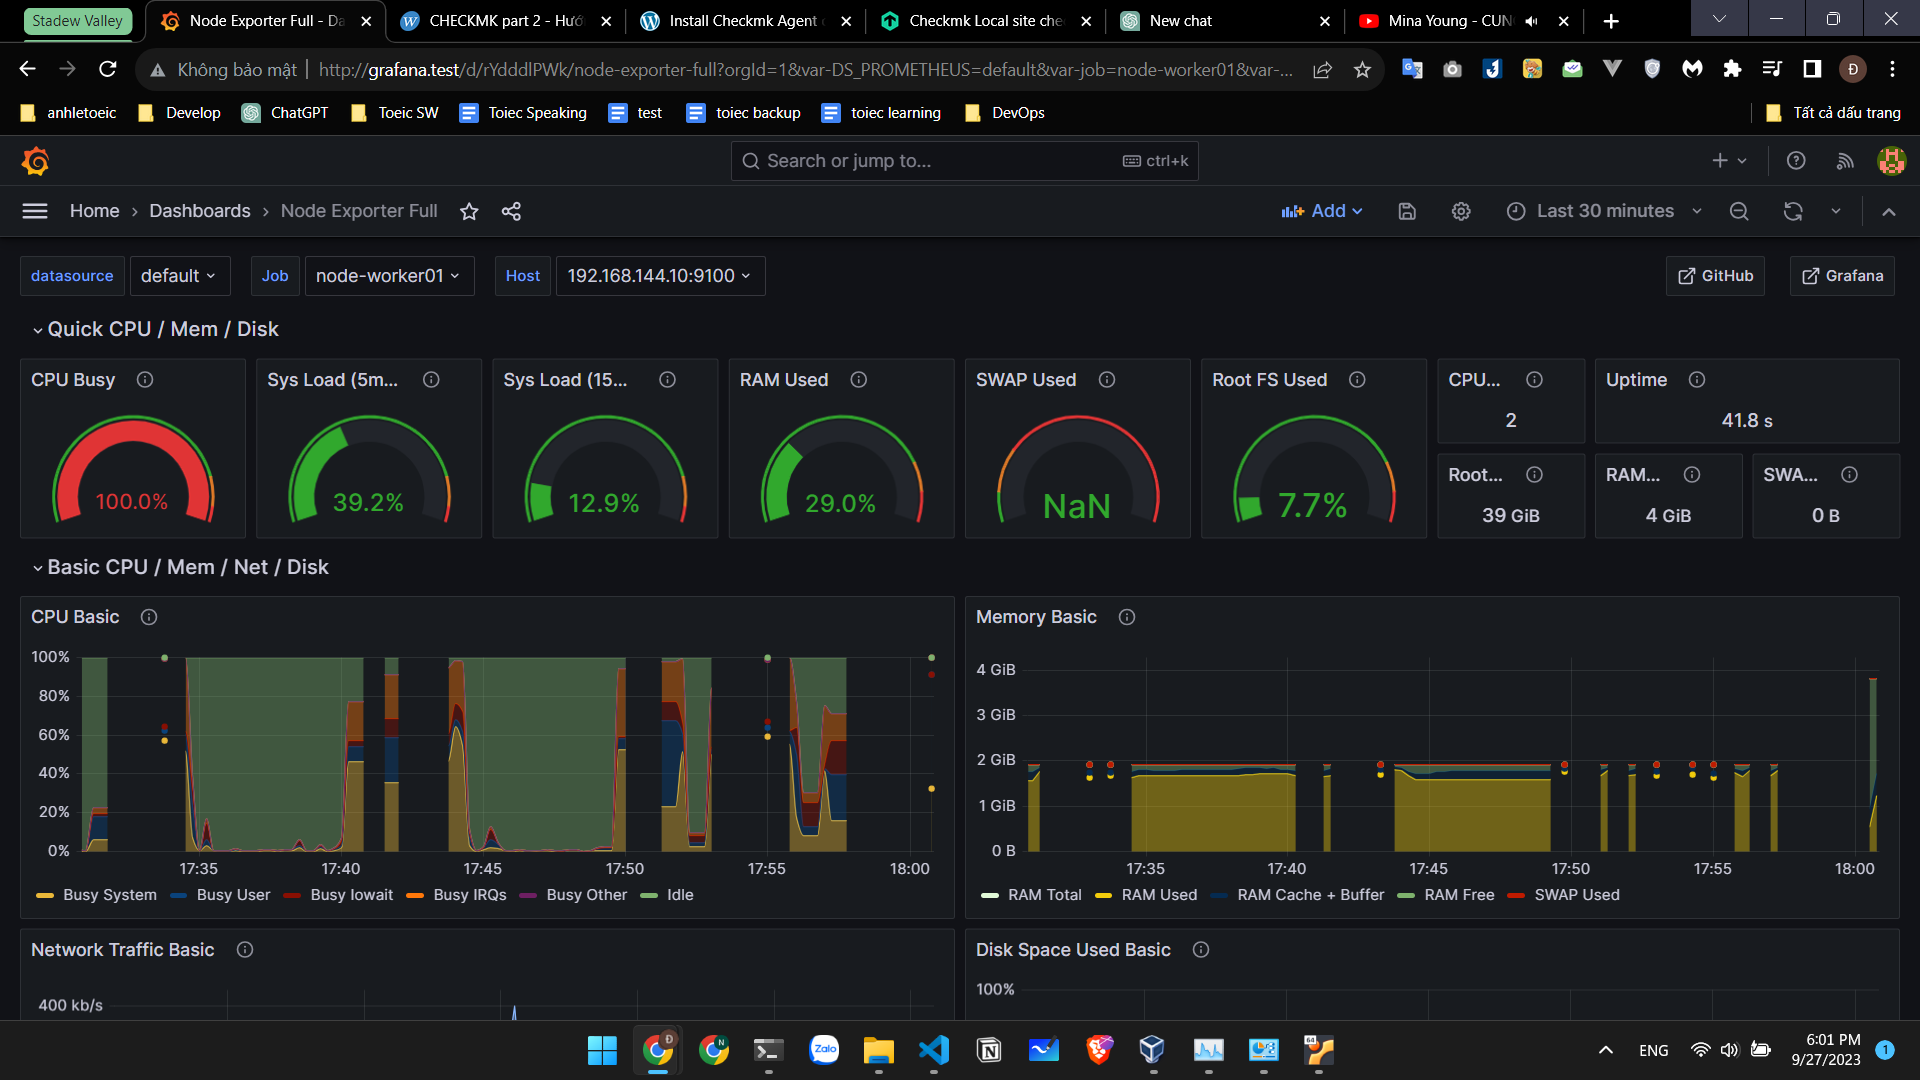 Stadew Valley
Node Exporter Full - Da
CHECKMK part 2 - Hướ
Install Checkmk Agent
Checkmk Local site che
New chat
Mina Young - CUN
Không bảo mật
http://grafana.test/d/rYdddlPWk/node-exporter-full?orgId=1&var-DS_PROMETHEUS=default&var-job=node-worker01&var-...
Đ
anhletoeic
Develop
ChatGPT
Toeic SW
Toiec Speaking
test
toiec backup
toiec learning
DevOps
Tất cả dấu trang
Search or jump to...
ctrl+k
Home › Dashboards › Node Exporter Full
Add
Last 30 minutes
datasource
default
Job
node-worker01
Host
192.168.144.10:9100
GitHub
Grafana
Quick CPU / Mem / Disk
CPU Busy
Sys Load (5m...
Sys Load (15...
RAM Used
SWAP Used
Root FS Used
CPU...
Uptime
100.0%
39.2%
12.9%
29.0%
NaN
7.7%
2
41.8 s
Root...
RAM...
SWA...
39 GiB
4 GiB
0 B
Basic CPU / Mem / Net / Disk
CPU Basic
100%
80%
60%
40%
20%
0%
17:35
17:40
17:45
17:50
17:55
18:00
Busy System
Busy User
Busy Iowait
Busy IRQs
Busy Other
Idle
Memory Basic
4 GiB
3 GiB
2 GiB
1 GiB
0 B
17:35
17:40
17:45
17:50
17:55
18:00
RAM Total
RAM Used
RAM Cache + Buffer
RAM Free
SWAP Used
Network Traffic Basic
400 kb/s
Disk Space Used Basic
100%
Đ
N
Zalo
64
ENG
6:01 PM
9/27/2023
1